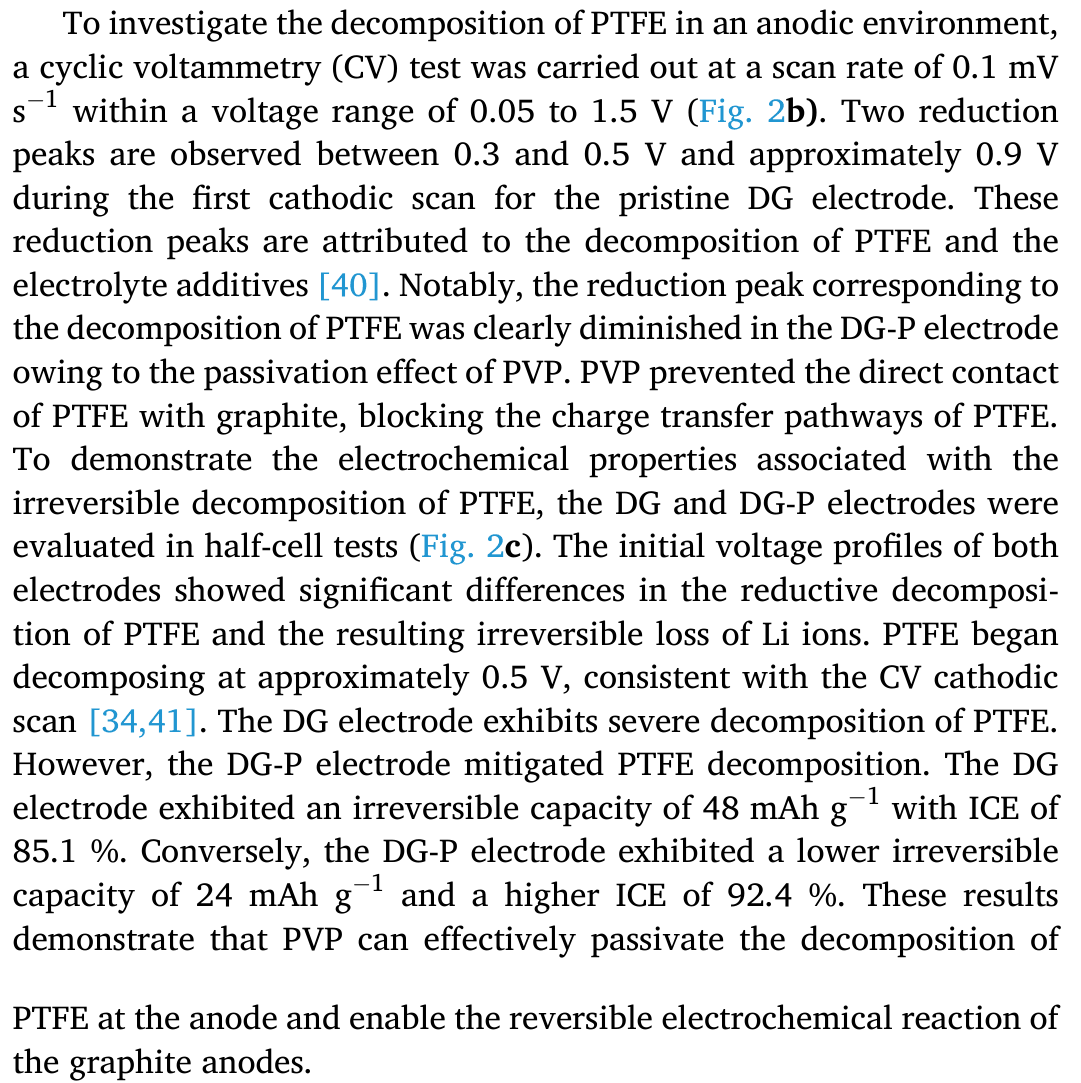 To investigate the decomposition of PTFE in an anodic environment,
a cyclic voltammetry (CV) test was carried out at a scan rate of 0.1 mV
s⁻¹ within a voltage range of 0.05 to 1.5 V (Fig. 2b). Two reduction
peaks are observed between 0.3 and 0.5 V and approximately 0.9 V
during the first cathodic scan for the pristine DG electrode. These
reduction peaks are attributed to the decomposition of PTFE and the
electrolyte additives [40]. Notably, the reduction peak corresponding to
the decomposition of PTFE was clearly diminished in the DG-P electrode
owing to the passivation effect of PVP. PVP prevented the direct contact
of PTFE with graphite, blocking the charge transfer pathways of PTFE.
To demonstrate the electrochemical properties associated with the
irreversible decomposition of PTFE, the DG and DG-P electrodes were
evaluated in half-cell tests (Fig. 2c). The initial voltage profiles of both
electrodes showed significant differences in the reductive decomposi-
tion of PTFE and the resulting irreversible loss of Li ions. PTFE began
decomposing at approximately 0.5 V, consistent with the CV cathodic
scan [34,41]. The DG electrode exhibits severe decomposition of PTFE.
However, the DG-P electrode mitigated PTFE decomposition. The DG
electrode exhibited an irreversible capacity of 48 mAh g⁻¹ with ICE of
85.1 %. Conversely, the DG-P electrode exhibited a lower irreversible
capacity of 24 mAh g⁻¹ and a higher ICE of 92.4 %. These results
demonstrate that PVP can effectively passivate the decomposition of
PTFE at the anode and enable the reversible electrochemical reaction of
the graphite anodes.